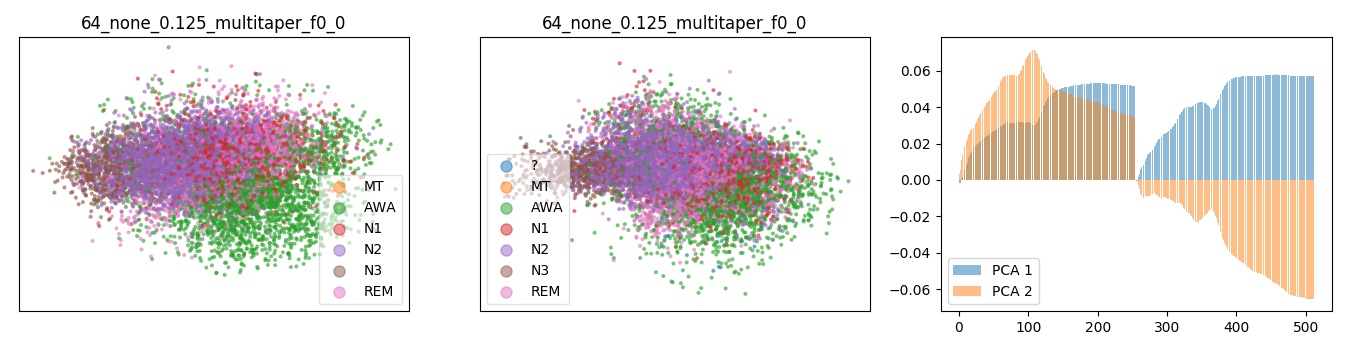 64_none_0.125_multitaper_f0_0
MT
AWA
N1
N2
N3
REM
64_none_0.125_multitaper_f0_0
?
MT
AWA
N1
N2
N3
REM
0.06
0.04
0.02
0.00
−0.02
−0.04
−0.06
PCA 1
PCA 2
0 100 200 300 400 500